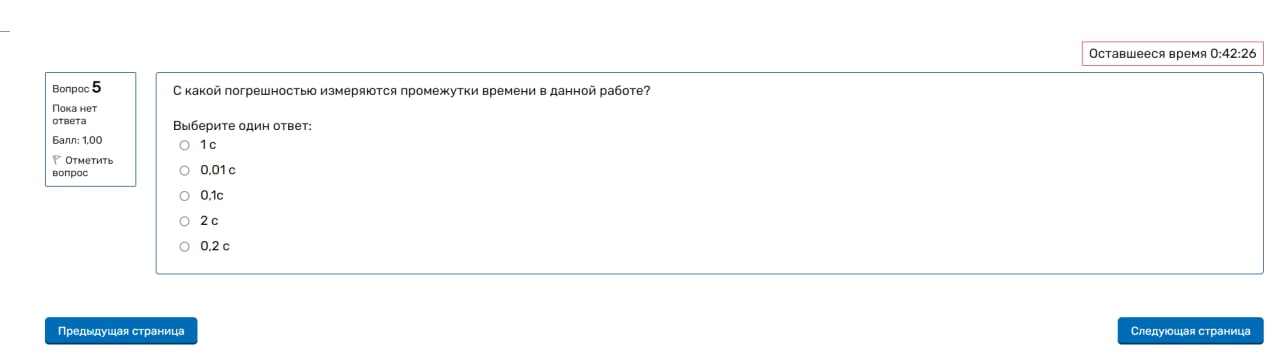 Оставшееся время 0:42:26
Вопрос 5
Пока нет
ответа
Балл: 1,00
Отметить
вопрос
С какой погрешностью измеряются промежутки времени в данной работе?
Выберите один ответ:
1 с
0,01 с
0,1с
2 с
0,2 с
Предыдущая страница
Следующая страница